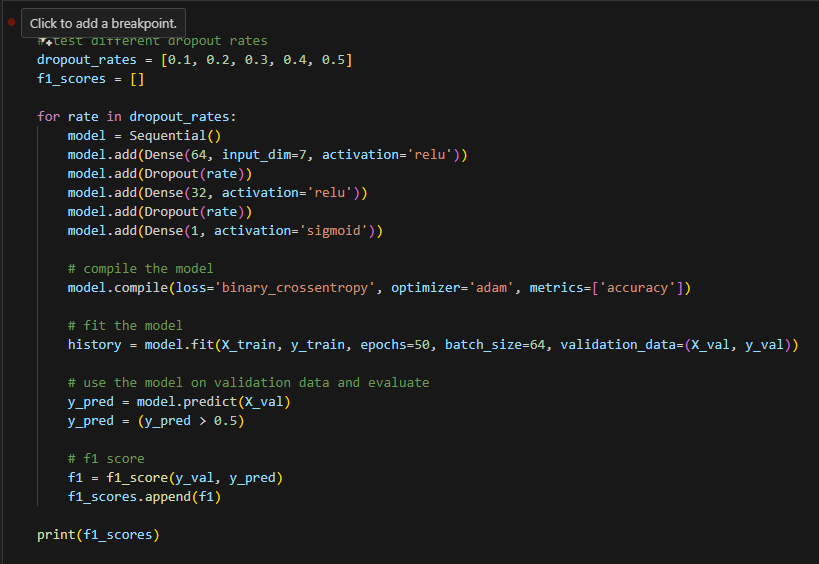 Click to add a breakpoint.
# test different dropout rates
dropout_rates = [0.1, 0.2, 0.3, 0.4, 0.5]
f1_scores = []
for rate in dropout_rates:
model = Sequential()
model.add(Dense(64, input_dim=7, activation='relu'))
model.add(Dropout(rate))
model.add(Dense(32, activation='relu'))
model.add(Dropout(rate))
model.add(Dense(1, activation='sigmoid'))
# compile the model
model.compile(loss='binary_crossentropy', optimizer='adam', metrics=['accuracy'])
# fit the model
history = model.fit(X_train, y_train, epochs=50, batch_size=64, validation_data=(X_val, y_val))
# use the model on validation data and evaluate
y_pred = model.predict(X_val)
y_pred = (y_pred > 0.5)
# f1 score
f1 = f1_score(y_val, y_pred)
f1_scores.append(f1)
print(f1_scores)